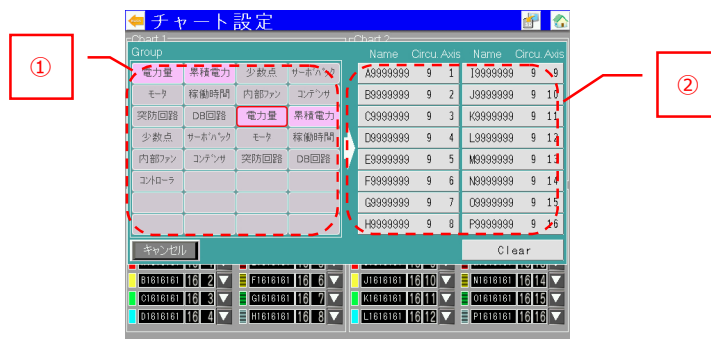 チャート設定
Chart1 Chart2
Group
Name Circu Axis Name Circu Axis
①
②
電力量 累積電力 少数点 サーボパック
モータ 稼働時間 内部ファン コンデンサ
突防回路 DB回路 電力量 累積電力
少数点 サーボパック モータ 稼働時間
内部ファン コンデンサ 突防回路 DB回路
コントローラ
A9999999 9 1 I9999999 9 9
B9999999 9 2 J9999999 9 10
C9999999 9 3 K9999999 9 11
D9999999 9 4 L9999999 9 12
E9999999 9 5 M9999999 9 13
F9999999 9 6 N9999999 9 14
G9999999 9 7 O9999999 9 15
H9999999 9 8 P9999999 9 16
キャンセル
Clear
B1616161 16 2 F1616161 16 6 J1616161 16 10 N1616161 16 14
C1616161 16 3 G1616161 16 7 K1616161 16 11 O1616161 16 15
D1616161 16 4 H1616161 16 8 L1616161 16 12 P1616161 16 16